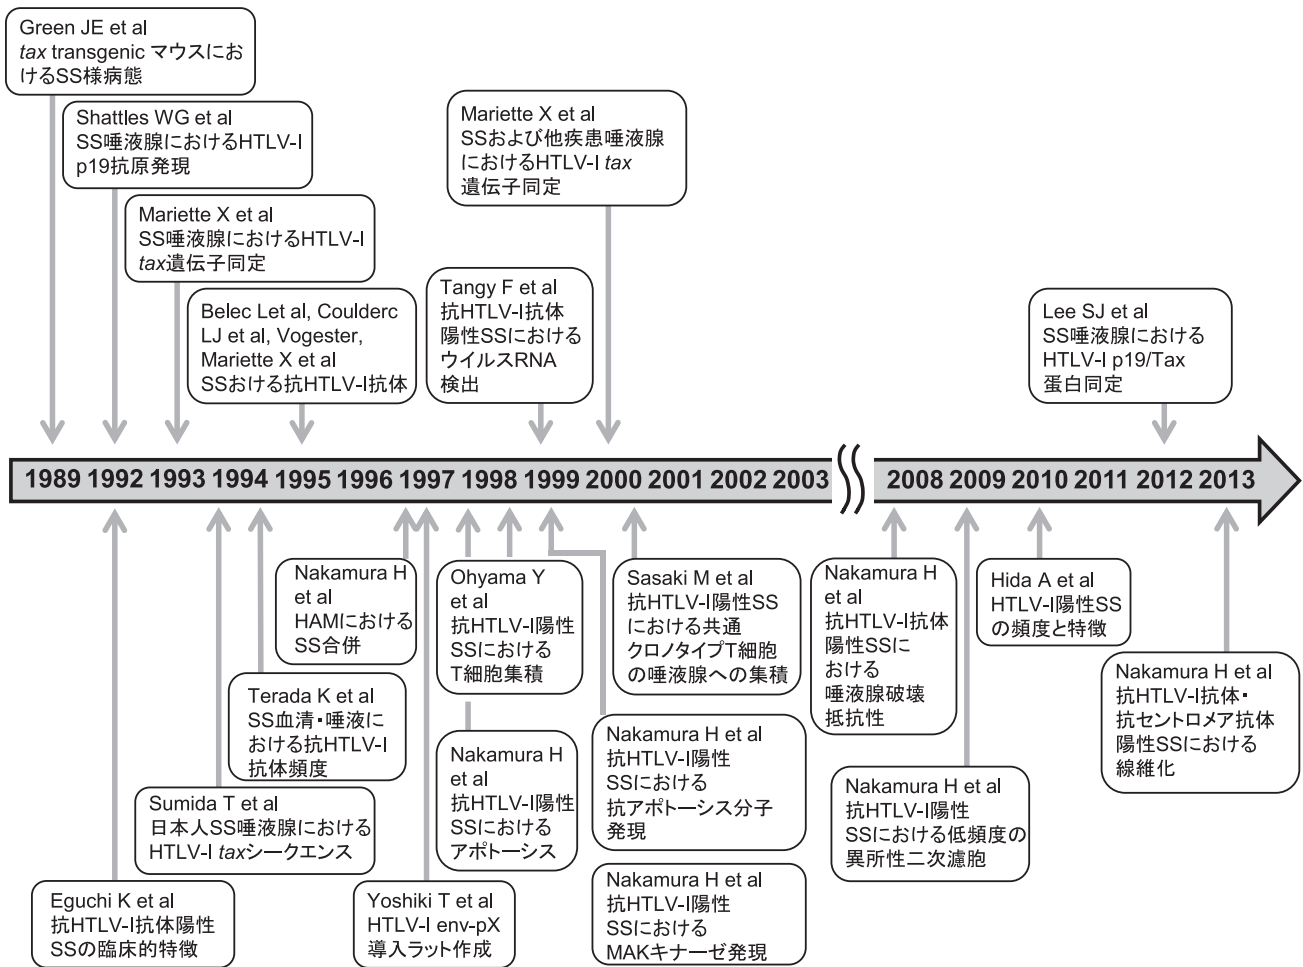 Green JE et al
tax transgenic マウスにお
けるSS様病態
Shattles WG et al
SS唾液腺におけるHTLV-I
p19抗原発現
Mariette X et al
SS唾液腺におけるHTLV-I
tax遺伝子同定
Belec Let al, Coulderc
LJ et al, Vogester,
Mariette X et al
SSおける抗HTLV-I抗体
Mariette X et al
SSおよび他疾患唾液腺
におけるHTLV-I tax
遺伝子同定
Tangy F et al
抗HTLV-I抗体
陽性SSにおける
ウイルスRNA
検出
Lee SJ et al
SS唾液腺における
HTLV-I p19/Tax
蛋白同定
1989 1992 1993 1994 1995 1996 1997 1998 1999 2000 2001 2002 2003 2008 2009 2010 2011 2012 2013
Nakamura H
et al
HAMにおける
SS合併
Terada K et al
SS血清・唾液に
おける抗HTLV-I
抗体頻度
Sumida T et al
日本人SS唾液腺における
HTLV-I taxシークエンス
Eguchi K et al
抗HTLV-I抗体陽性
SSの臨床的特徴
Ohyama Y
et al
抗HTLV-I陽性
SSにおける
T細胞集積
Nakamura H
et al
抗HTLV-I陽性
SSにおける
アポトーシス
Yoshiki T et al
HTLV-I env-pX
導入ラット作成
Sasaki M et al
抗HTLV-I陽性SS
における共通
クロノタイプT細胞
の唾液腺への集積
Nakamura H et al
抗HTLV-I陽性
SSにおける
抗アポトーシス分子
発現
Nakamura H et al
抗HTLV-I陽性
SSにおける
MAKキナーゼ発現
Nakamura H
et al
抗HTLV-I抗体
陽性SSに
おける
唾液腺破壊
抵抗性
Nakamura H et al
抗HTLV-I陽性
SSにおける低頻度の
異所性二次濾胞
Hida A et al
HTLV-I陽性SS
の頻度と特徴
Nakamura H et al
抗HTLV-I抗体・
抗セントロメア抗体
陽性SSにおける
線維化